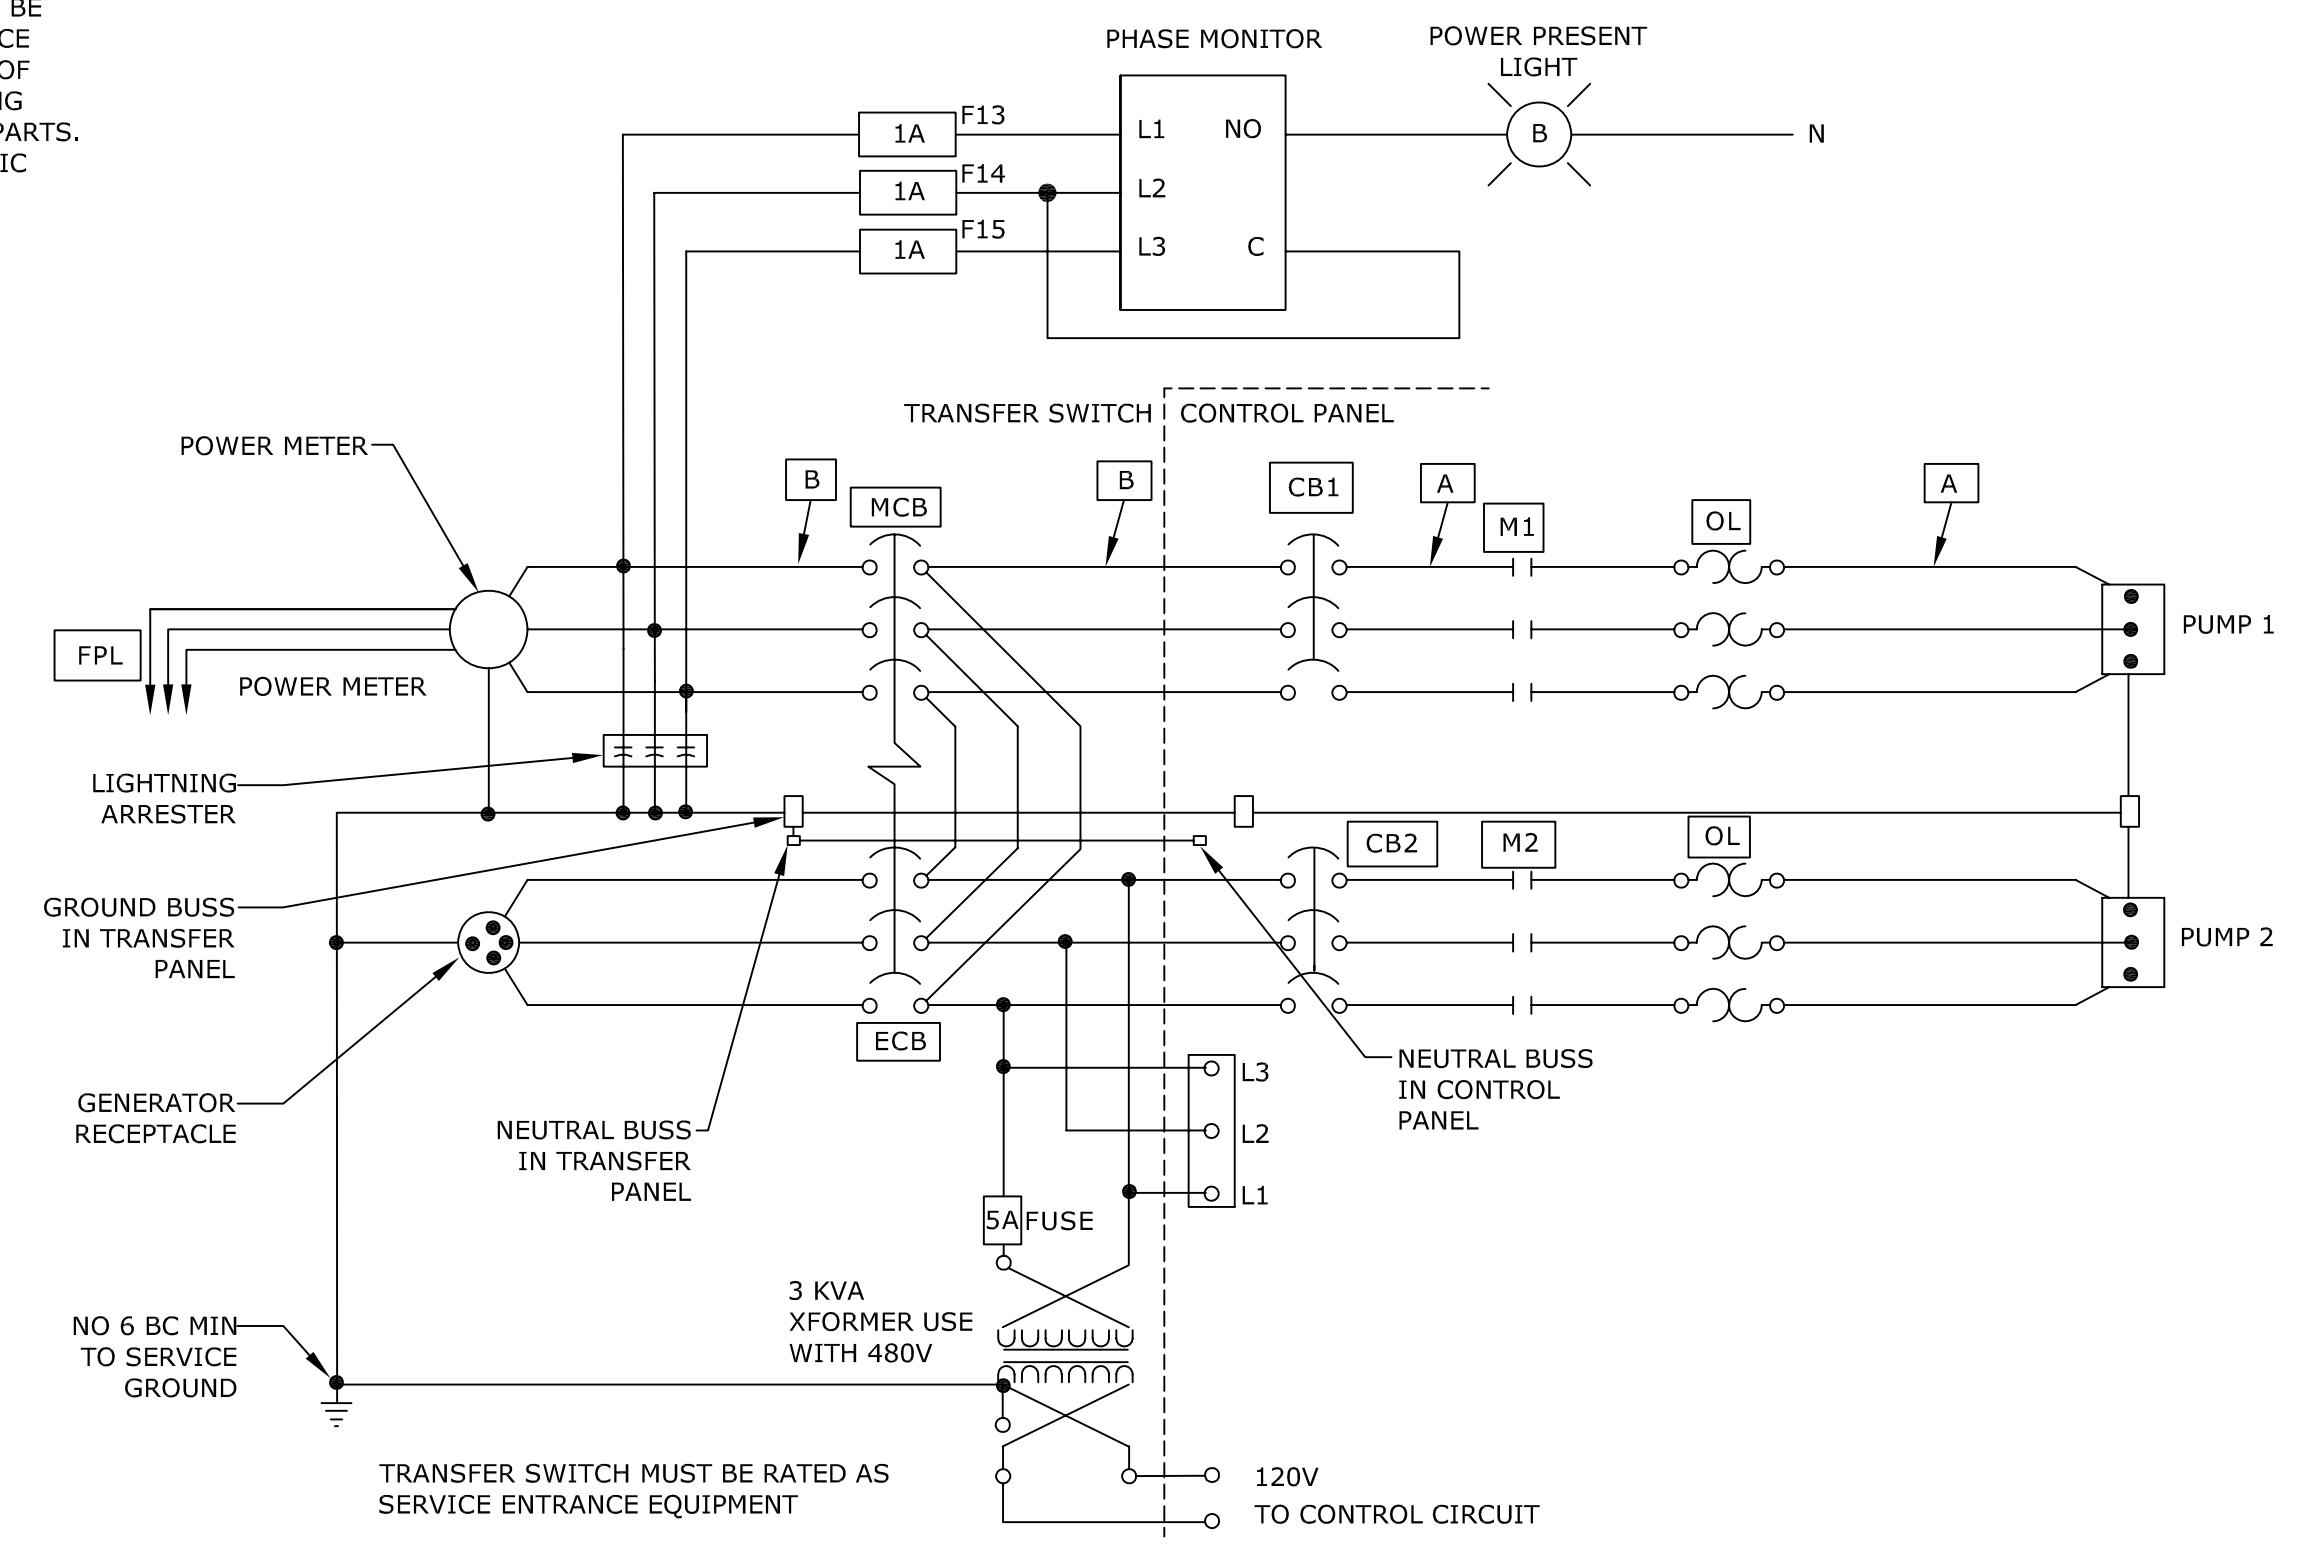 BE
CE
OF
NG
PARTS.
IC
PHASE MONITOR
POWER PRESENT
LIGHT
1A
F13
L1
NO
B
N
1A
F14
L2
1A
F15
L3
C
TRANSFER SWITCH
CONTROL PANEL
POWER METER
B
MCB
B
CB1
A
M1
OL
A
FPL
POWER METER
PUMP 1
LIGHTNING
ARRESTER
CB2
M2
OL
GROUND BUSS
IN TRANSFER
PANEL
PUMP 2
ECB
GENERATOR
RECEPTACLE
NEUTRAL BUSS
IN TRANSFER
PANEL
NEUTRAL BUSS
IN CONTROL
PANEL
L3
L2
L1
5A FUSE
3 KVA
XFORMER USE
WITH 480V
NO 6 BC MIN
TO SERVICE
GROUND
TRANSFER SWITCH MUST BE RATED AS
SERVICE ENTRANCE EQUIPMENT
120V
TO CONTROL CIRCUIT